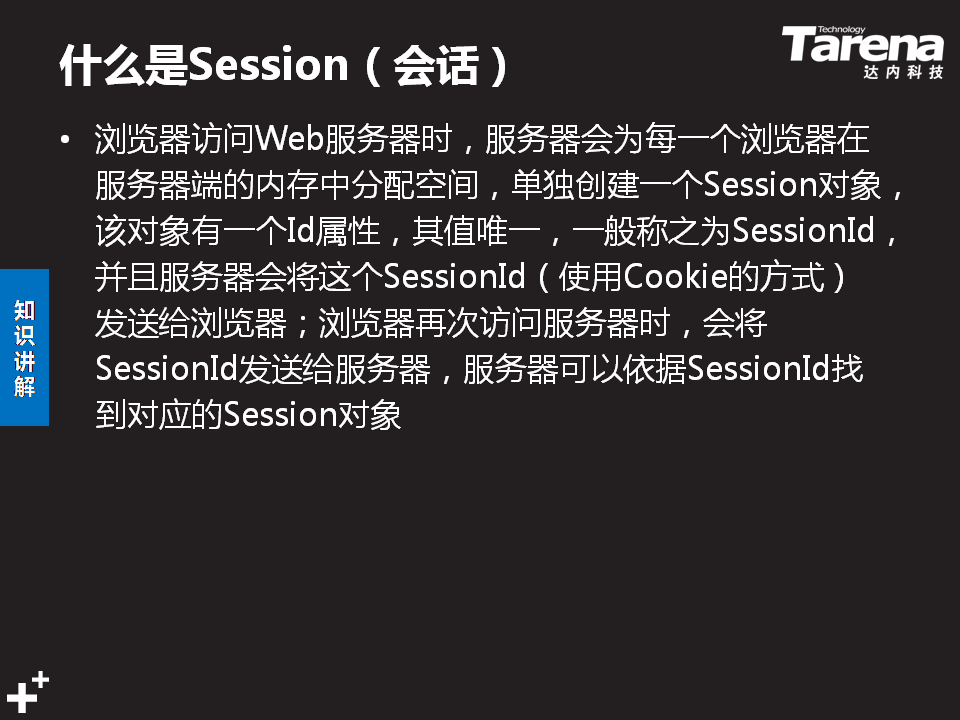 什么是Session（会话）
Technology
Tarena
达内科技
• 浏览器访问Web服务器时，服务器会为每一个浏览器在
服务器端的内存中分配空间，单独创建一个Session对象，
该对象有一个Id属性，其值唯一，一般称之为SessionId，
并且服务器会将这个SessionId（使用Cookie的方式）
发送给浏览器；浏览器再次访问服务器时，会将
SessionId发送给服务器，服务器可以依据SessionId找
到对应的Session对象
知识讲解